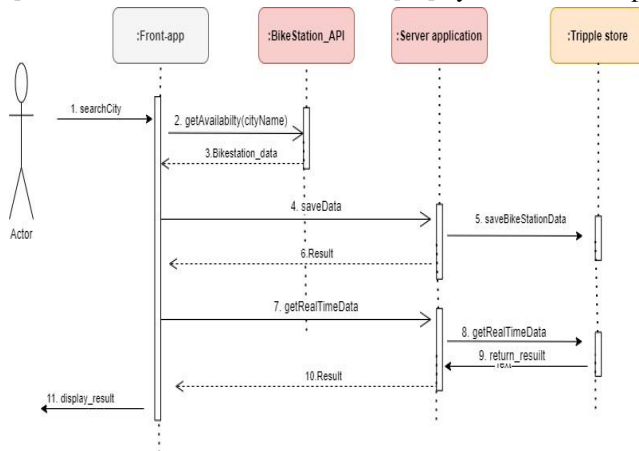 :Front-app
:BikeStation_API
:Server application
:Tripple store
1. searchCity
2. getAvailabilty(cityName)
3.Bikestation_data
Actor
4. saveData
5. saveBikeStationData
6.Result
7. getRealTimeData
8. getRealTimeData
9. return_resuilt
10.Result
11. display_result